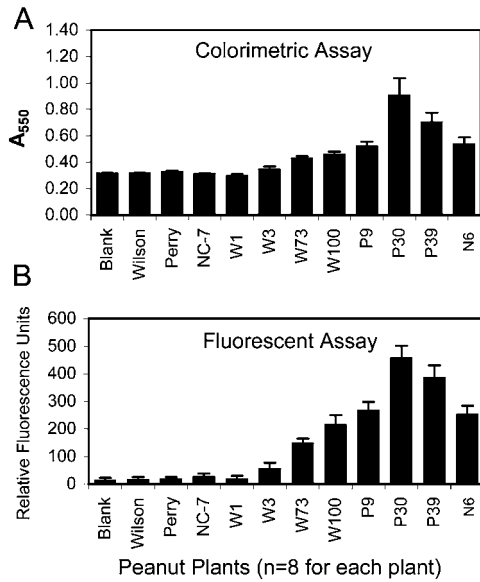 A
Colorimetric Assay
A550
1.40
1.20
1.00
0.80
0.60
0.40
0.20
0.00
Blank
Wilson
Perry
NC-7
W1
W3
W73
W100
P9
P30
P39
N6
B
Fluorescent Assay
Relative Fluorescence Units
600
500
400
300
200
100
0
Blank
Wilson
Perry
NC-7
W1
W3
W73
W100
P9
P30
P39
N6
Peanut Plants (n=8 for each plant)